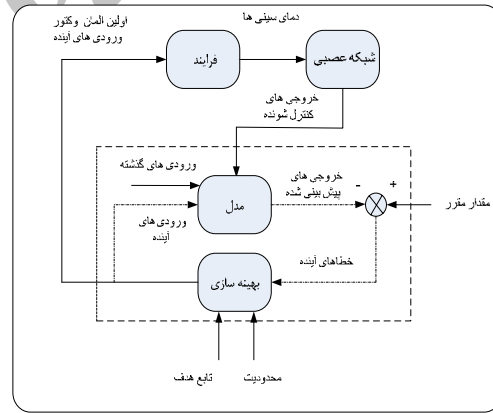 دمای سینی ها
اولین المان وکتور
ورودی های آینده
فرایند
شبکه عصبی
خروجی های
کنترل شونده
ورودی های گذشته
خروجی های
پیش بینی شده
- +
مدل
مقدار مقرر
ورودی های
آینده
خطاهای آینده
بهینه سازی
تابع هدف
محدودیت